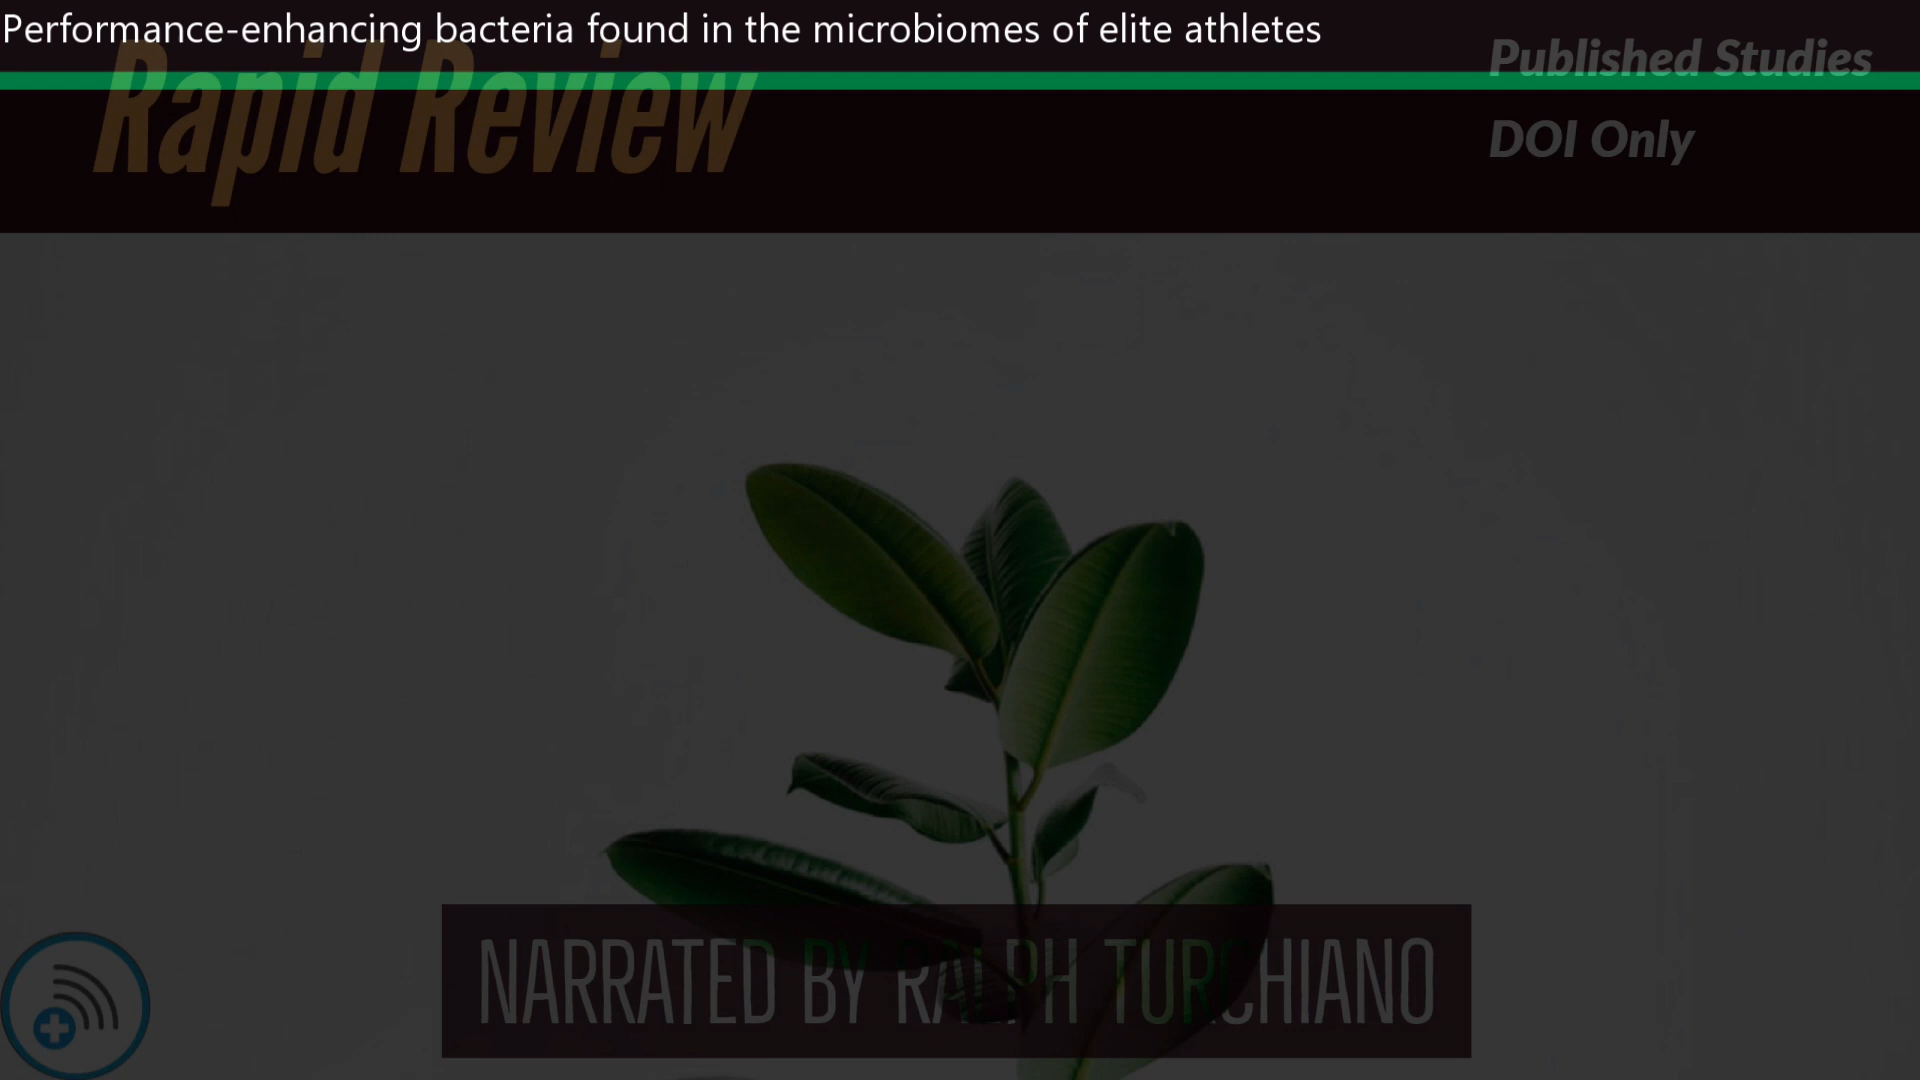 Performance-enhancing bacteria found in the microbiomes of elite athletes
Rapid Review
Published Studies
DOI Only
NARRATED BY RALPH TURCHIANO